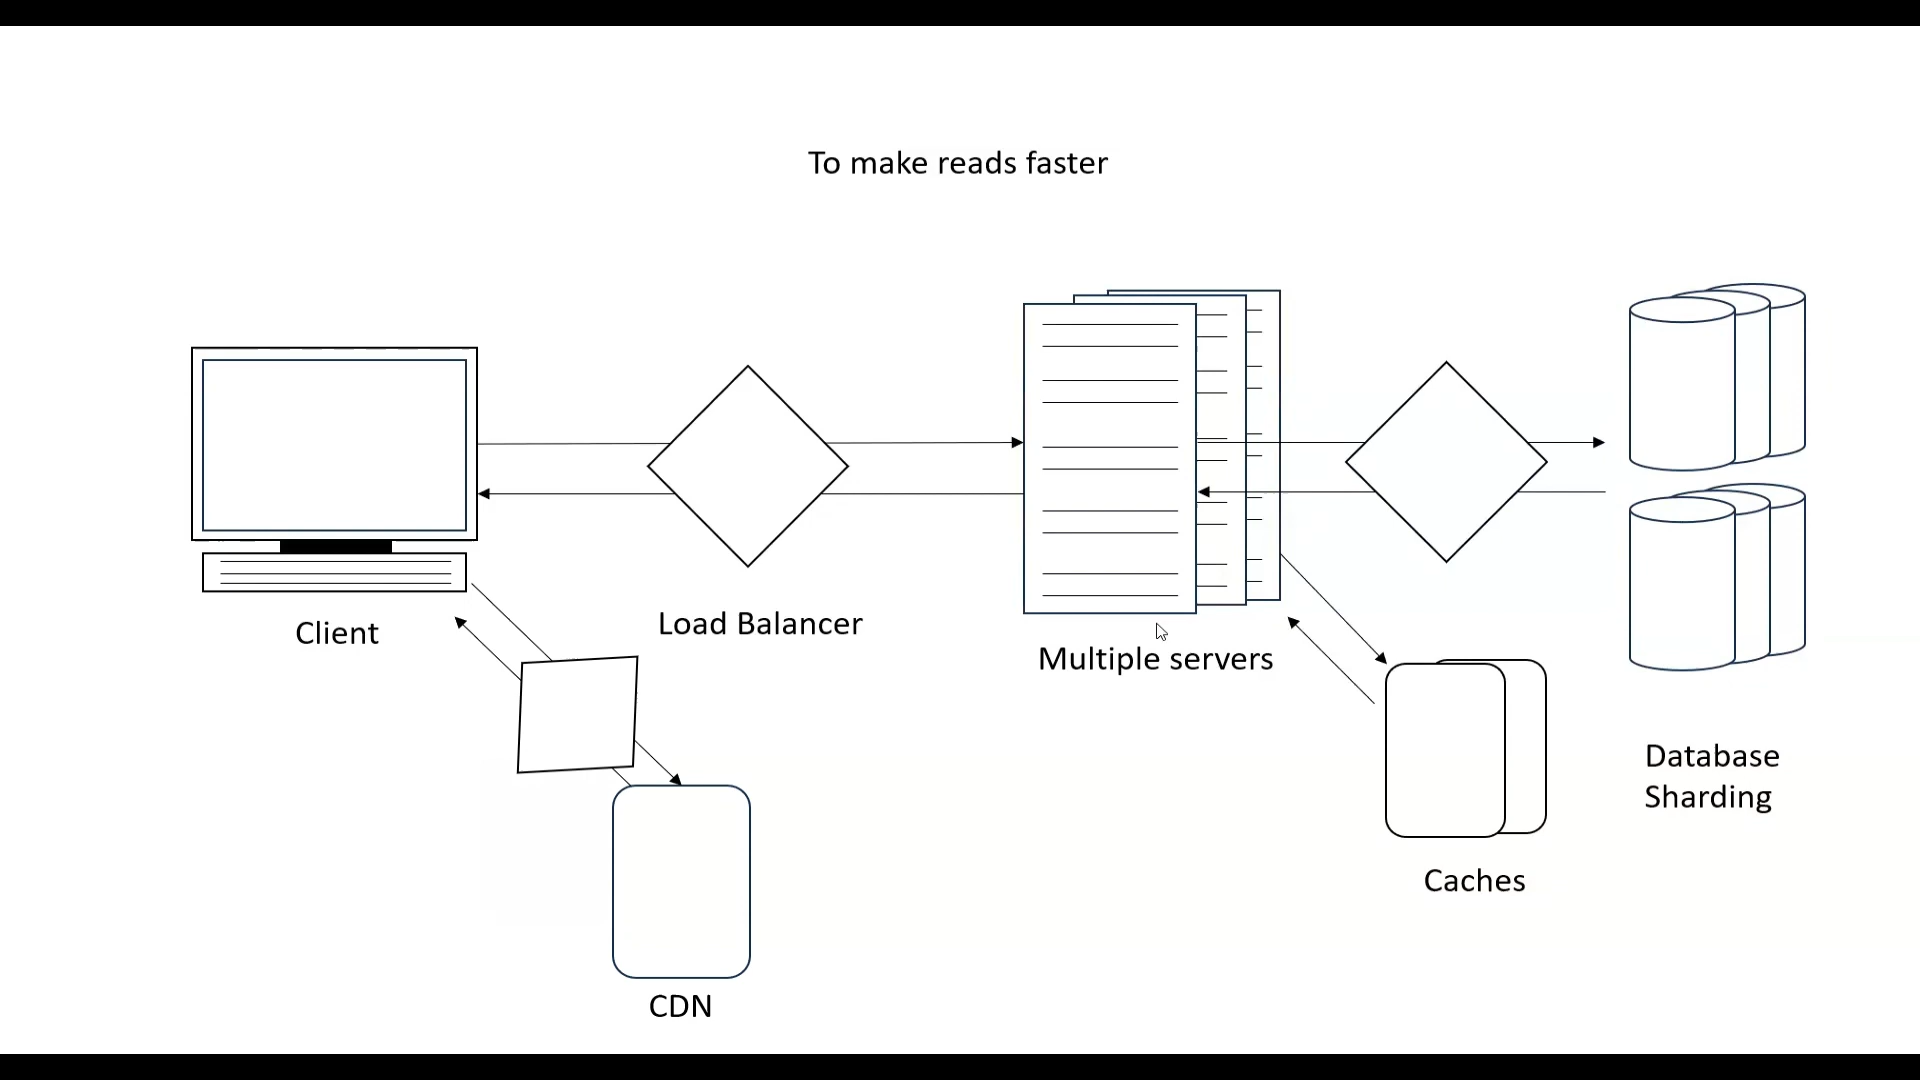 To make reads faster
Client
Load Balancer
Multiple servers
Database
Sharding
Caches
CDN